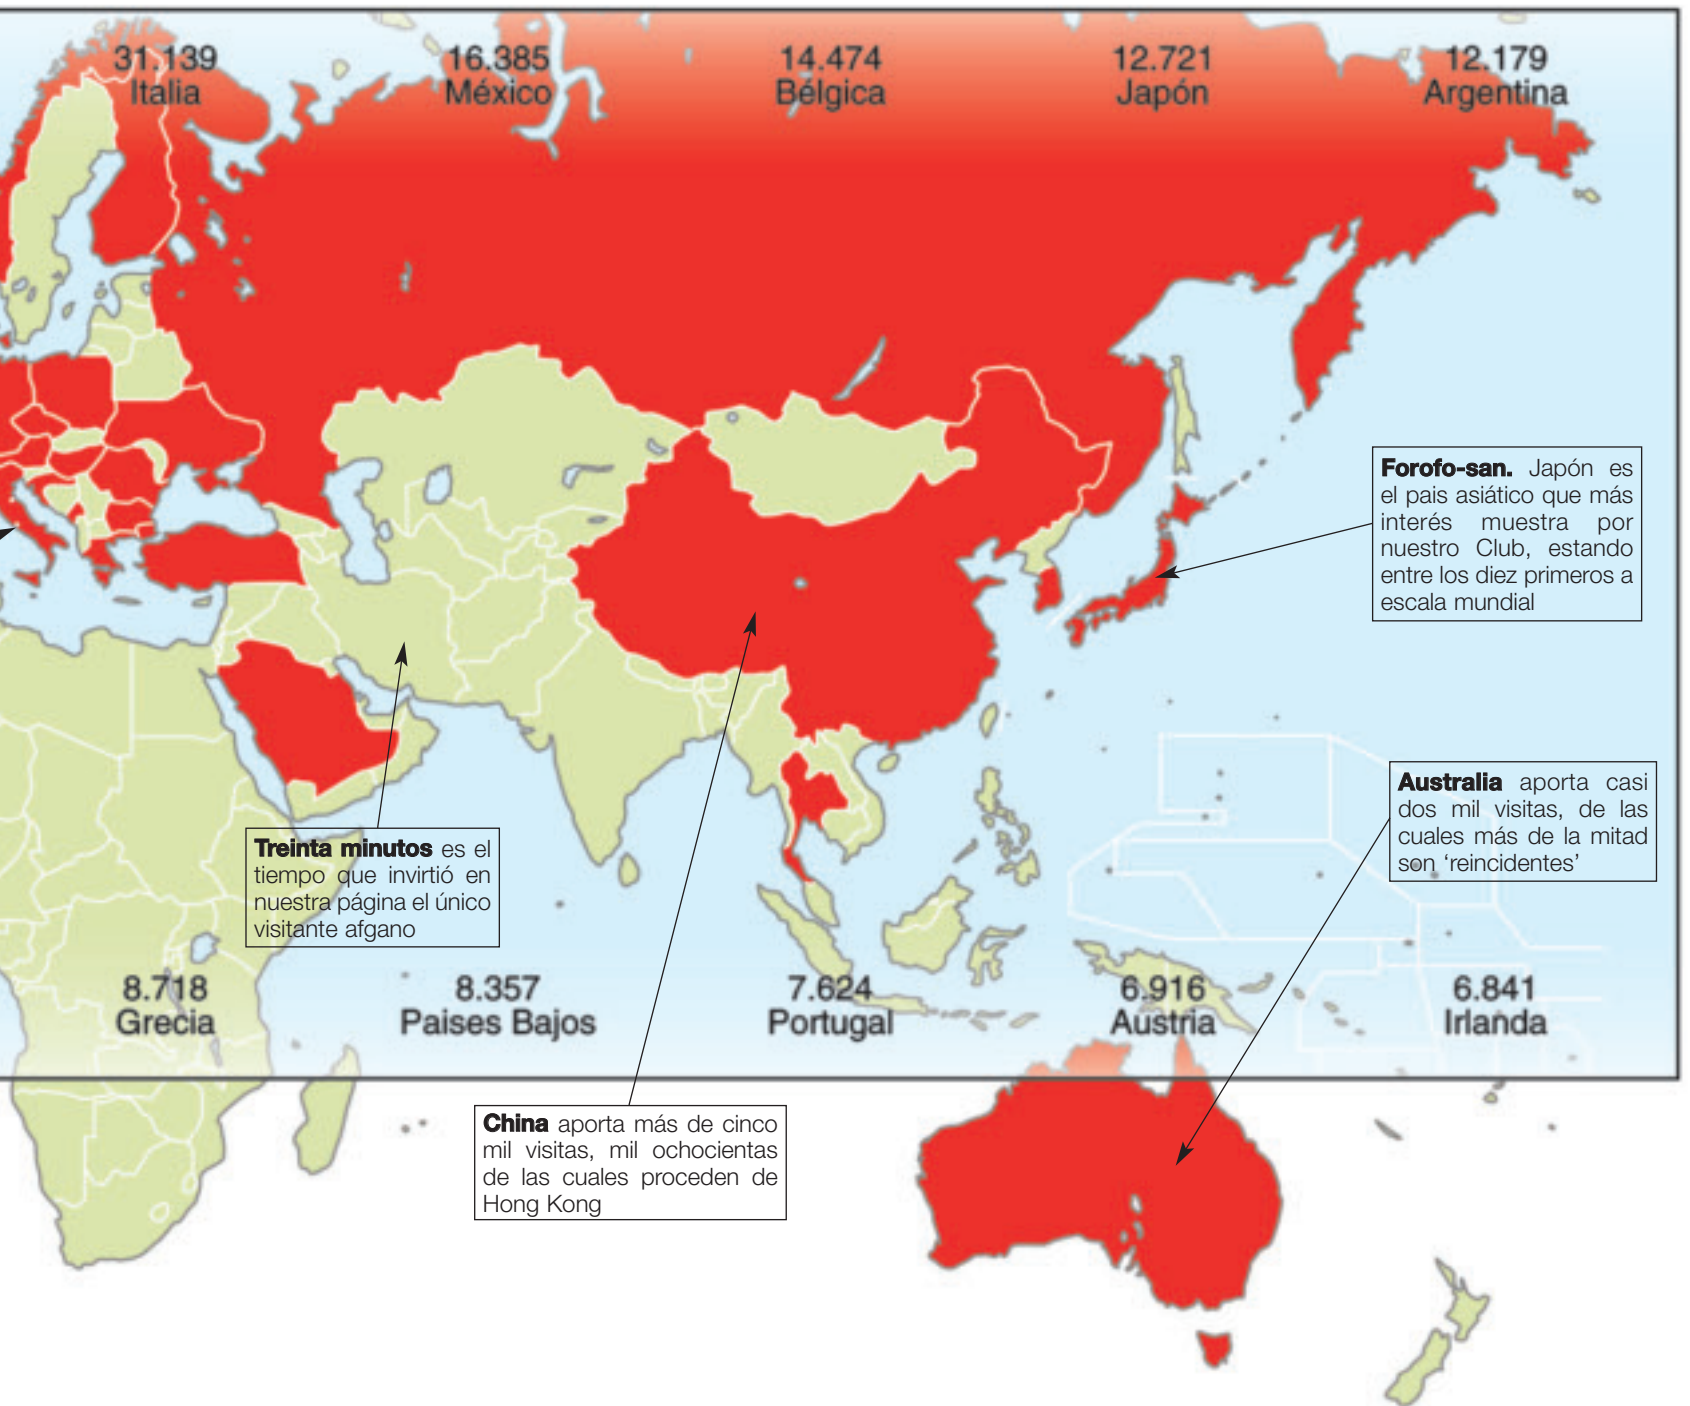 31.139
Italia
16.385
México
14.474
Bélgica
12.721
Japón
12.179
Argentina
Forofo-san. Japón es
el pais asiático que más
interés muestra por
nuestro Club, estando
entre los diez primeros a
escala mundial
Australia aporta casi
dos mil visitas, de las
cuales más de la mitad
son ‘reincidentes’
Treinta minutos es el
tiempo que invirtió en
nuestra página el único
visitante afgano
8.718
Grecia
8.357
Paises Bajos
7.624
Portugal
6.916
Austria
6.841
Irlanda
China aporta más de cinco
mil visitas, mil ochocientas
de las cuales proceden de
Hong Kong